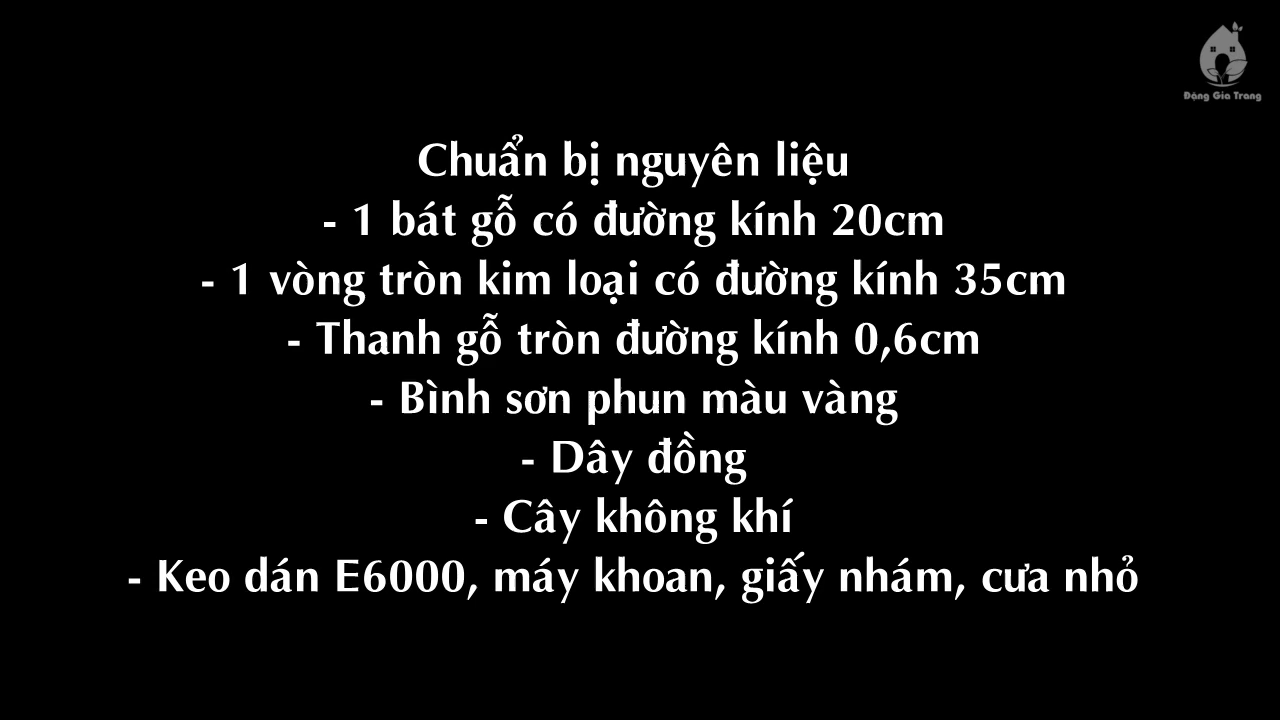 Đặng Gia Trang
Chuẩn bị nguyên liệu
- 1 bát gỗ có đường kính 20cm
- 1 vòng tròn kim loại có đường kính 35cm
- Thanh gỗ tròn đường kính 0,6cm
- Bình sơn phun màu vàng
- Dây đồng
- Cây không khí
- Keo dán E6000, máy khoan, giấy nhám, cưa nhỏ